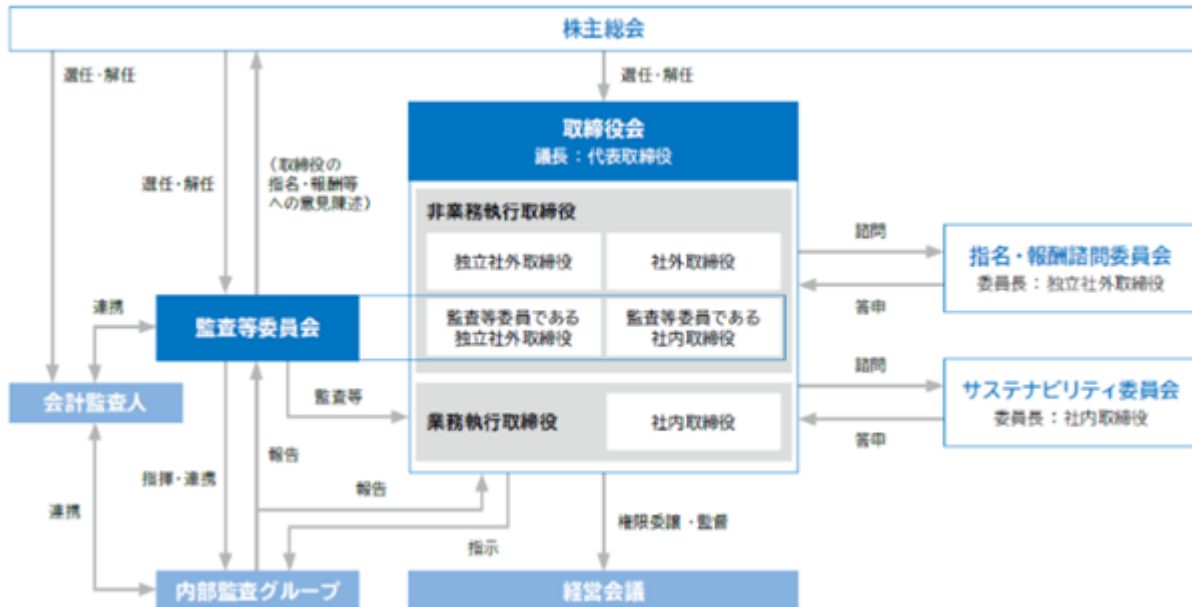 株主総会
選任・解任
選任・解任
取締役会
議長：代表取締役
選任・解任
（取締役の
指名・報酬等
への意見陳述）
非業務執行取締役
独立社外取締役
社外取締役
諮問
指名・報酬諮問委員会
委員長：独立社外取締役
答申
連携
監査等委員会
監査等委員である
独立社外取締役
監査等委員である
社内取締役
諮問
サステナビリティ委員会
委員長：社内取締役
答申
会計監査人
監査等
業務執行取締役
社内取締役
報告
指揮・連携
報告
連携
権限委譲・監督
指示
内部監査グループ
経営会議